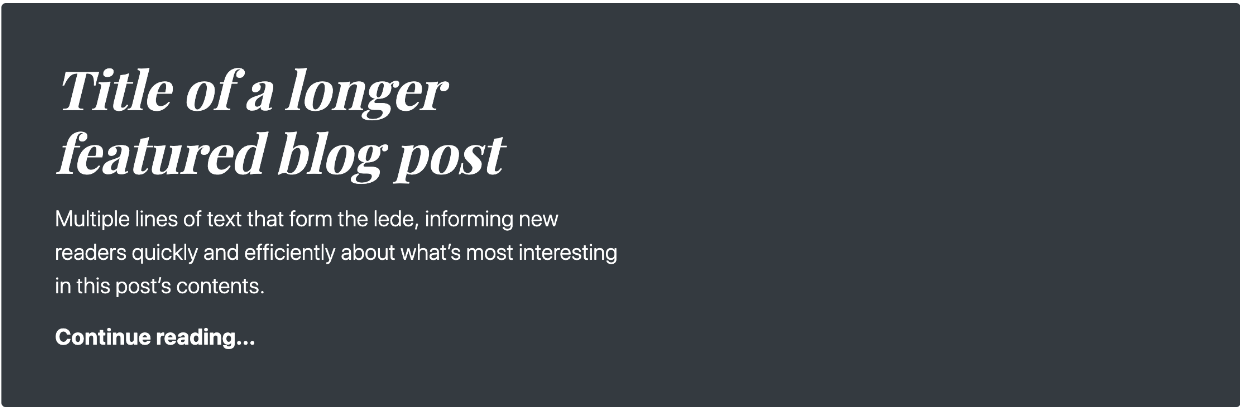 Title of a longer
featured blog post
Multiple lines of text that form the lede, informing new
readers quickly and efficiently about what’s most interesting
in this post’s contents.
Continue reading...